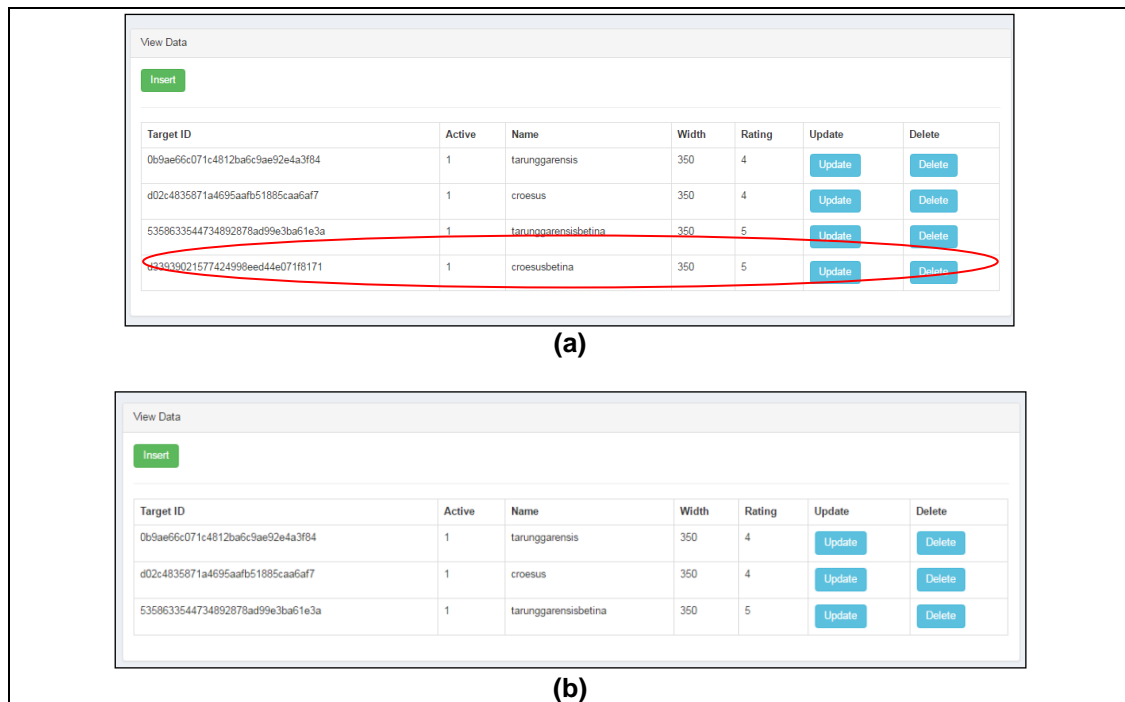 View Data
Insert
Target ID Active Name Width Rating Update Delete
0b9ae66c071c4812ba6c9ae92e4a3f84 1 tarunggarensis 350 4 Update Delete
d02c4835871a4695aafb51885caa6af7 1 croesus 350 4 Update Delete
5358633544734892878ad99e3ba61e3a 1 tarunggarensisbetina 350 5 Update Delete
d33939021577424998eed44e071f8171 1 croesusbetina 350 5 Update Delete
(a)
View Data
Insert
Target ID Active Name Width Rating Update Delete
0b9ae66c071c4812ba6c9ae92e4a3f84 1 tarunggarensis 350 4 Update Delete
d02c4835871a4695aafb51885caa6af7 1 croesus 350 4 Update Delete
5358633544734892878ad99e3ba61e3a 1 tarunggarensisbetina 350 5 Update Delete
(b)